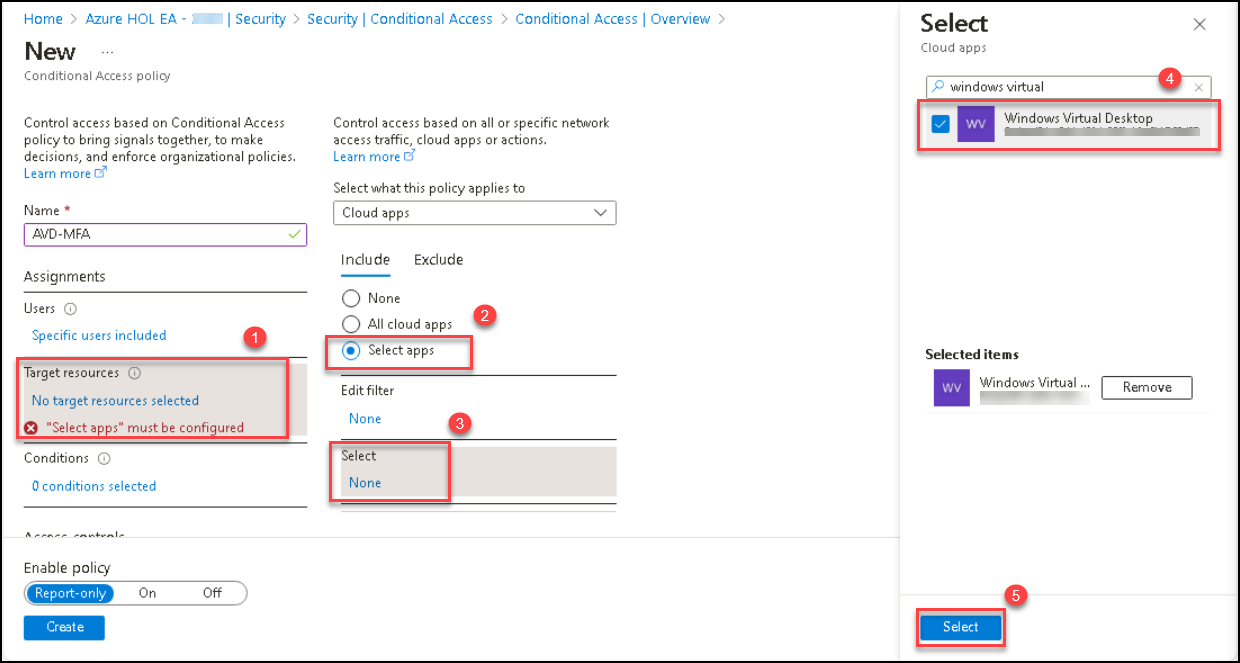 Home > Azure HOL EA - | Security > Security | Conditional Access > Conditional Access | Overview >
New ...
Conditional Access policy
Control access based on Conditional Access
policy to bring signals together, to make
decisions, and enforce organizational policies.
Learn more
Name *
AVD-MFA
Assignments
Users
Specific users included
1
Target resources
No target resources selected
"Select apps" must be configured
Conditions
0 conditions selected
Access controls
Enable policy
Report-only On Off
Create
Control access based on all or specific network
access traffic, cloud apps or actions.
Learn more
Select what this policy applies to
Cloud apps
Include Exclude
None
All cloud apps
2
Select apps
Edit filter
None
3
Select
None
Select
Cloud apps
windows virtual
4
WV
Windows Virtual Desktop
Selected items
WV
Windows Virtual ...
Remove
5
Select